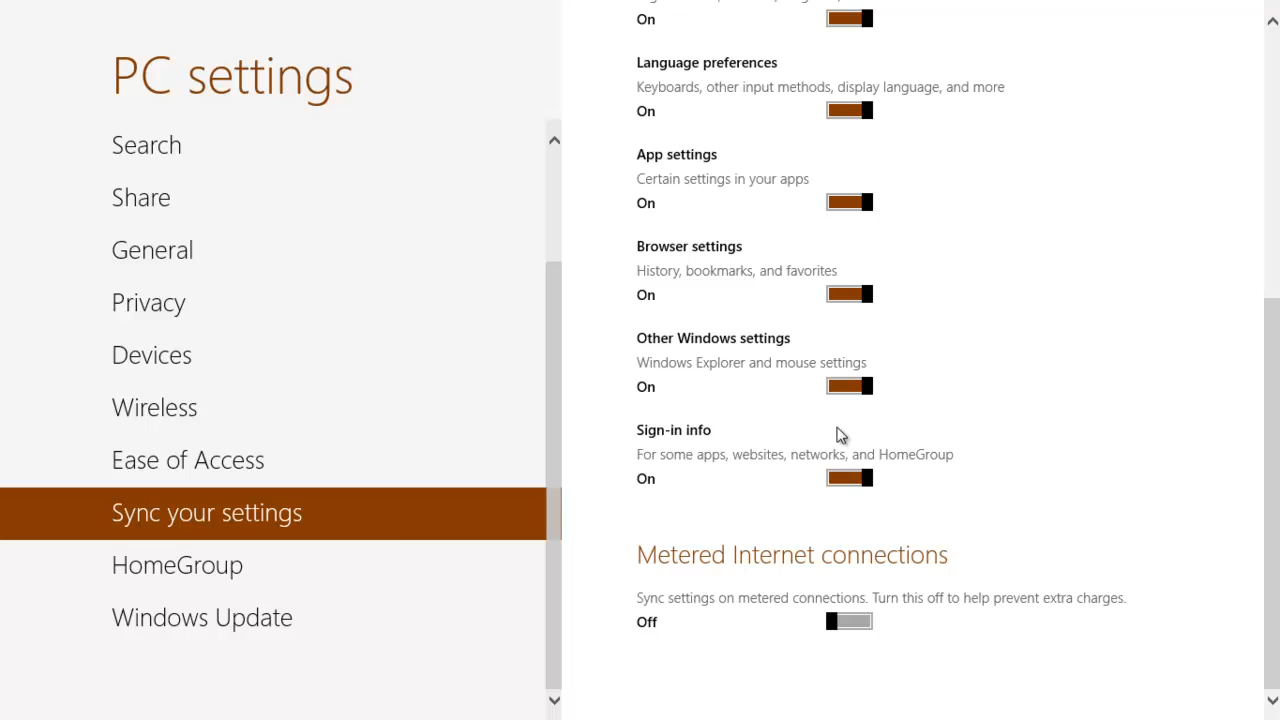 PC settings
Search
Share
General
Privacy
Devices
Wireless
Ease of Access
Sync your settings
HomeGroup
Windows Update
On
Language preferences
Keyboards, other input methods, display language, and more
On
App settings
Certain settings in your apps
On
Browser settings
History, bookmarks, and favorites
On
Other Windows settings
Windows Explorer and mouse settings
On
Sign-in info
For some apps, websites, networks, and HomeGroup
On
Metered Internet connections
Sync settings on metered connections. Turn this off to help prevent extra charges.
Off